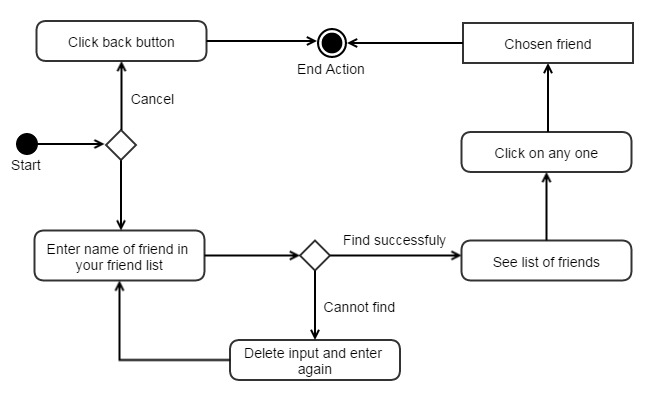 Click back button
Chosen friend
End Action
Cancel
Start
Click on any one
Enter name of friend in
your friend list
Find successfuly
See list of friends
Cannot find
Delete input and enter
again